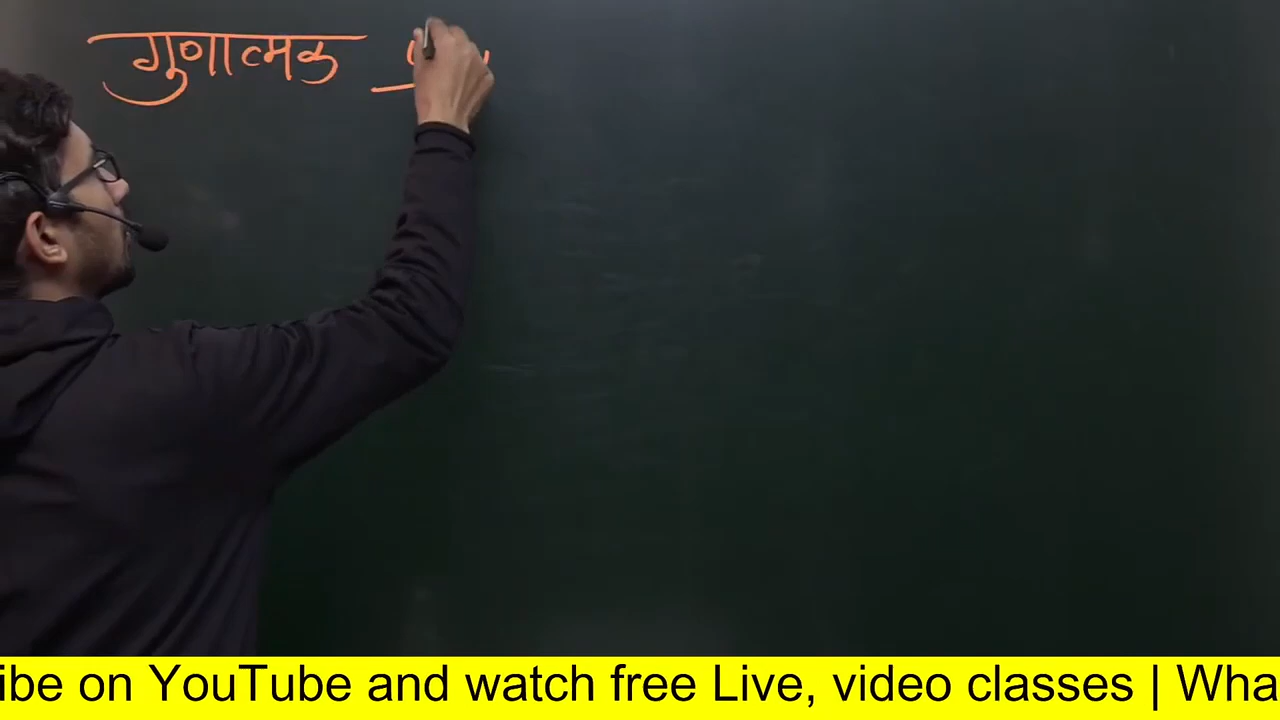 गुणात्मक
ibe on YouTube and watch free Live, video classes | Wha